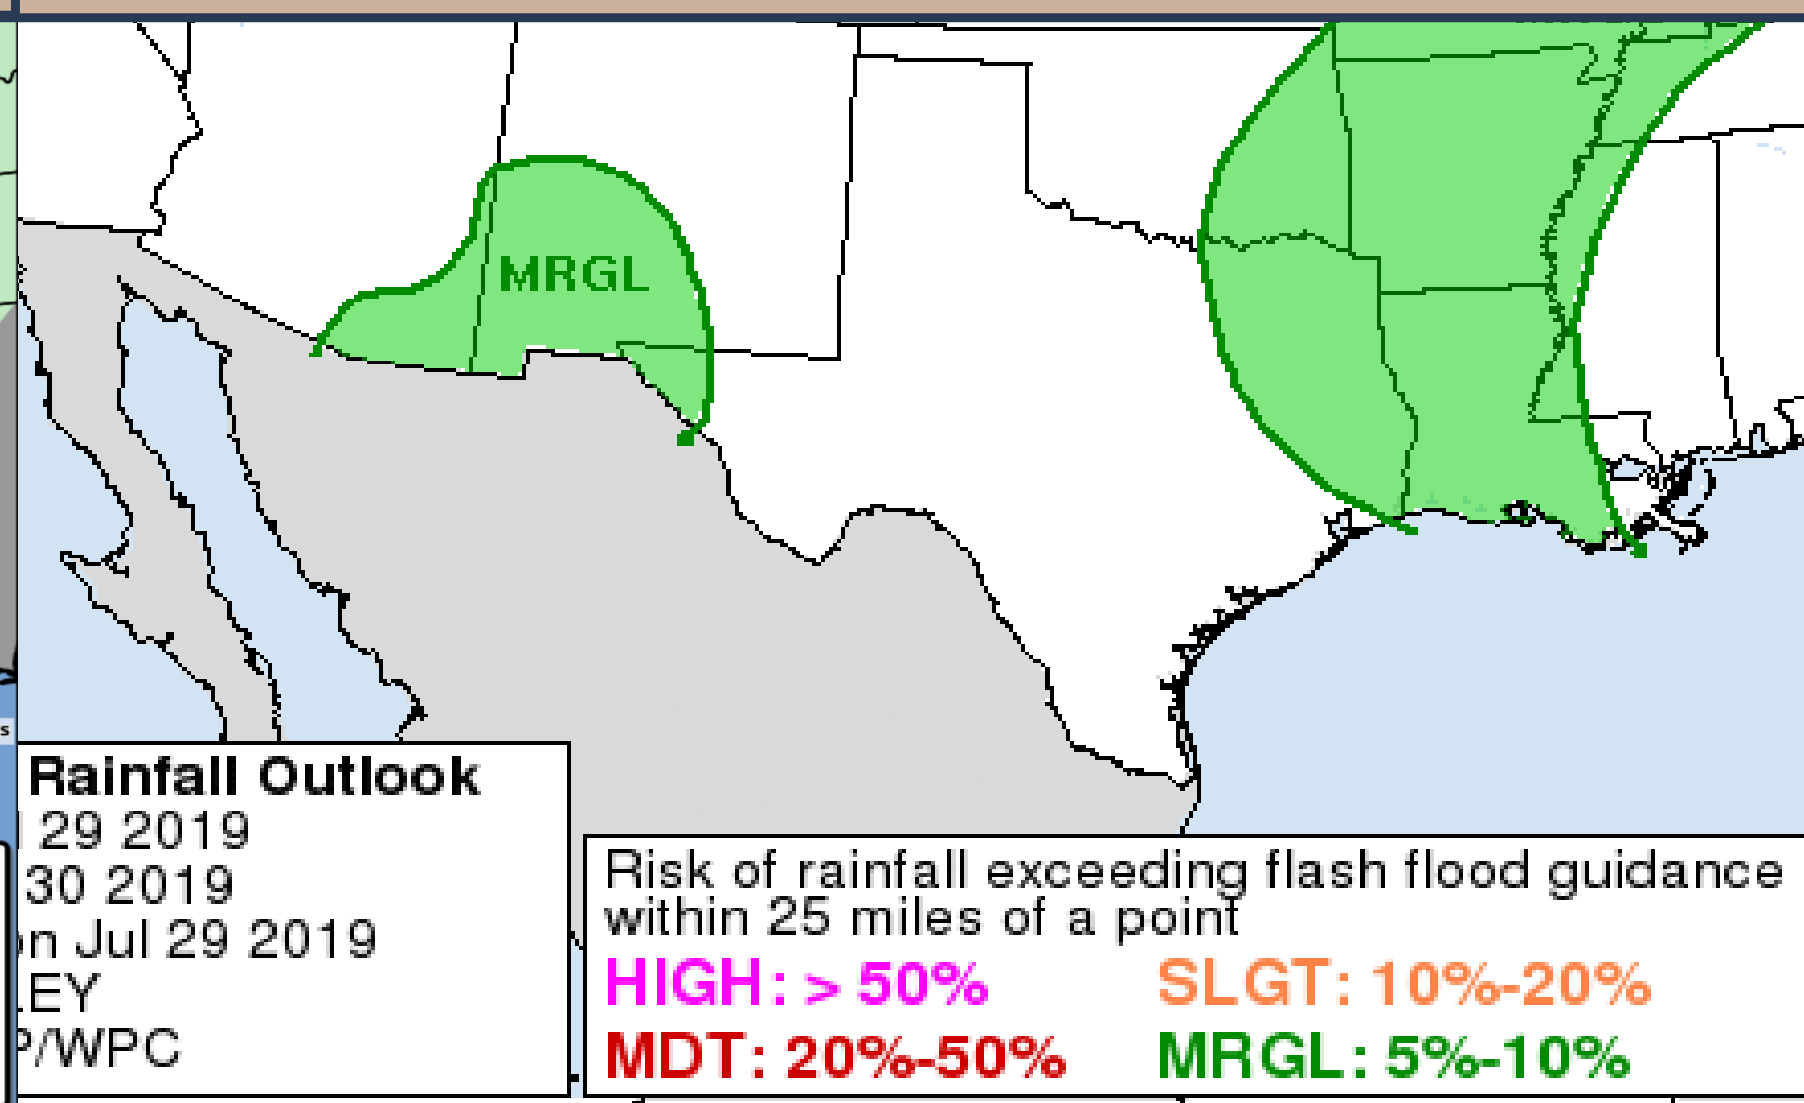 MRGL
Rainfall Outlook
29 2019
30 2019
Jul 29 2019
Risk of rainfall exceeding flash flood guidance
within 25 miles of a point
HIGH: > 50%
SLGT: 10%-20%
MDT: 20%-50%
MRGL: 5%-10%
/WPC